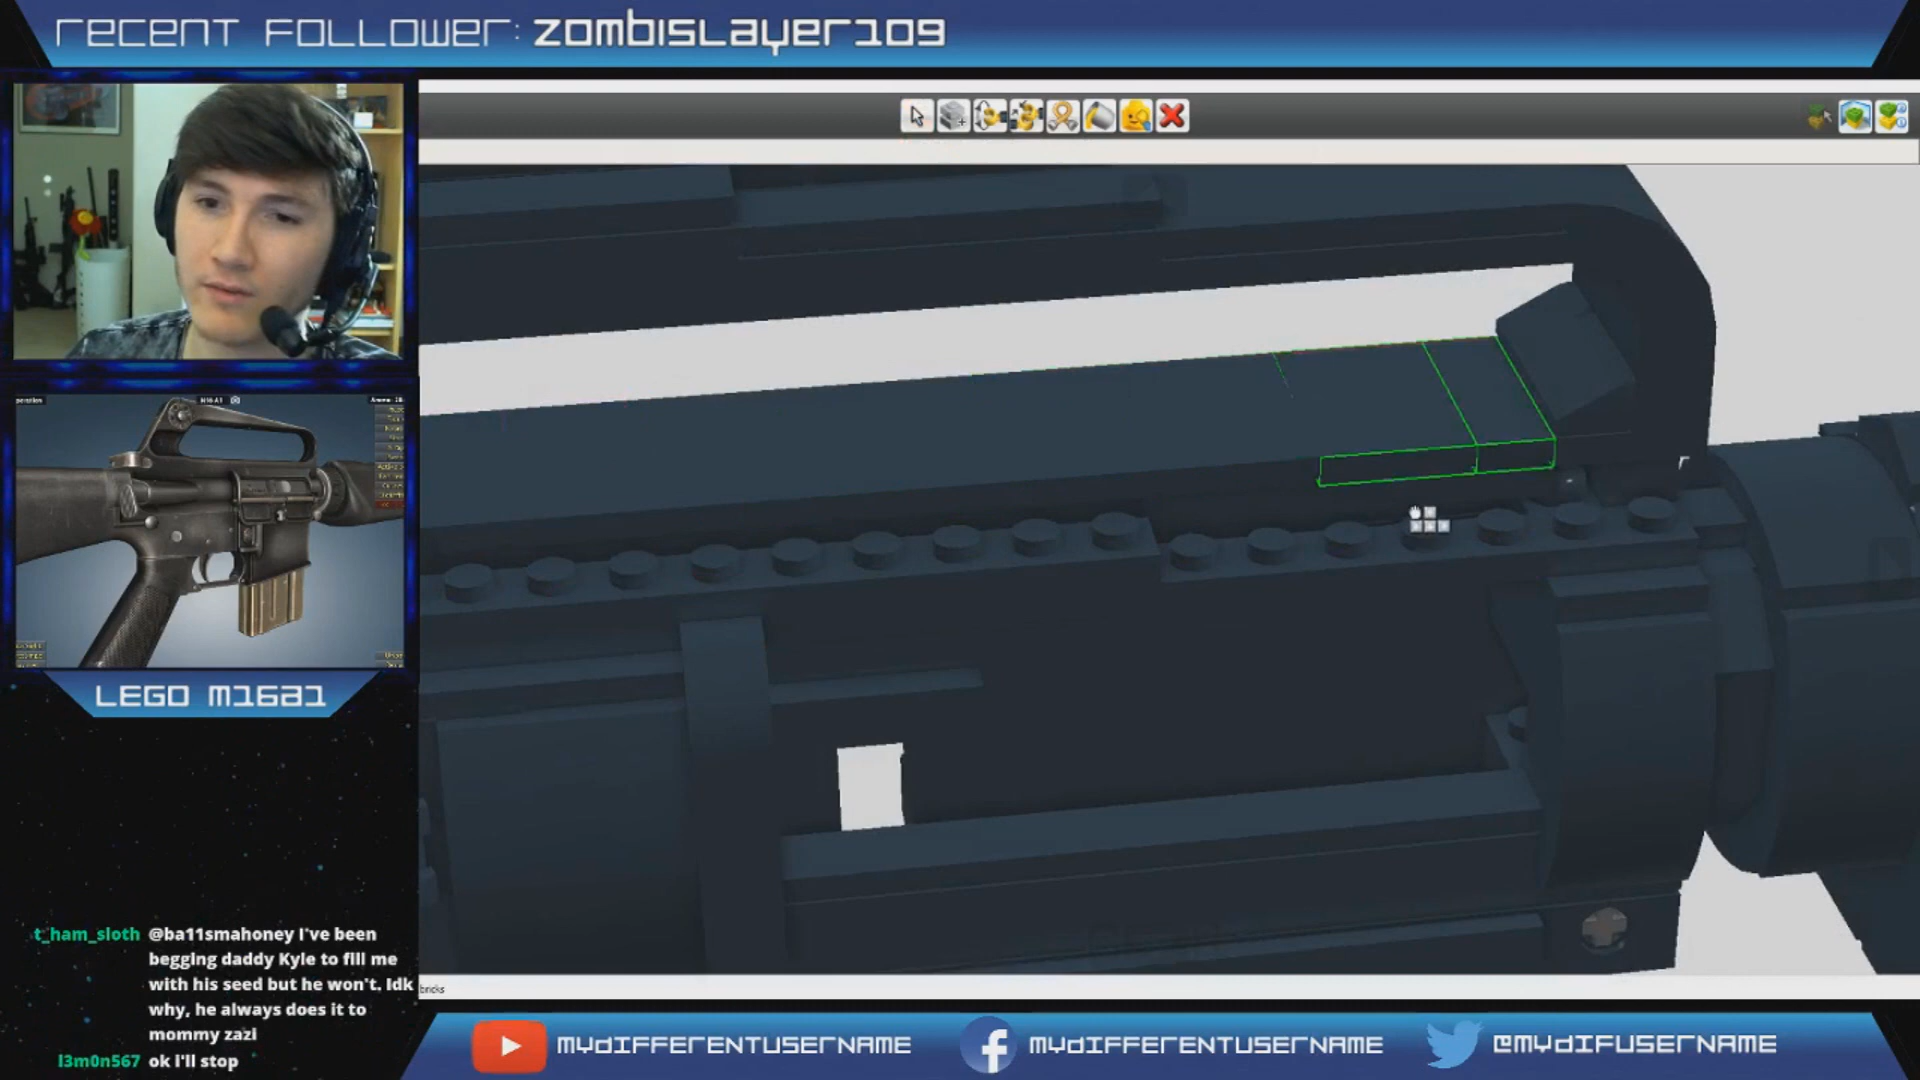 RECENT FOLLOWER: ZOMBISLAYER109
M16A1
LEGO M16A1
t_ham_sloth @ba11smahoney I've been
begging daddy Kyle to fill me
with his seed but he won't. Idk
why, he always does it to
mommy zazi
l3m0n567 ok i'll stop
bricks
MYDIFFERENTUSERNAME
MYDIFFERENTUSERNAME
@MYDIFUSERNAME